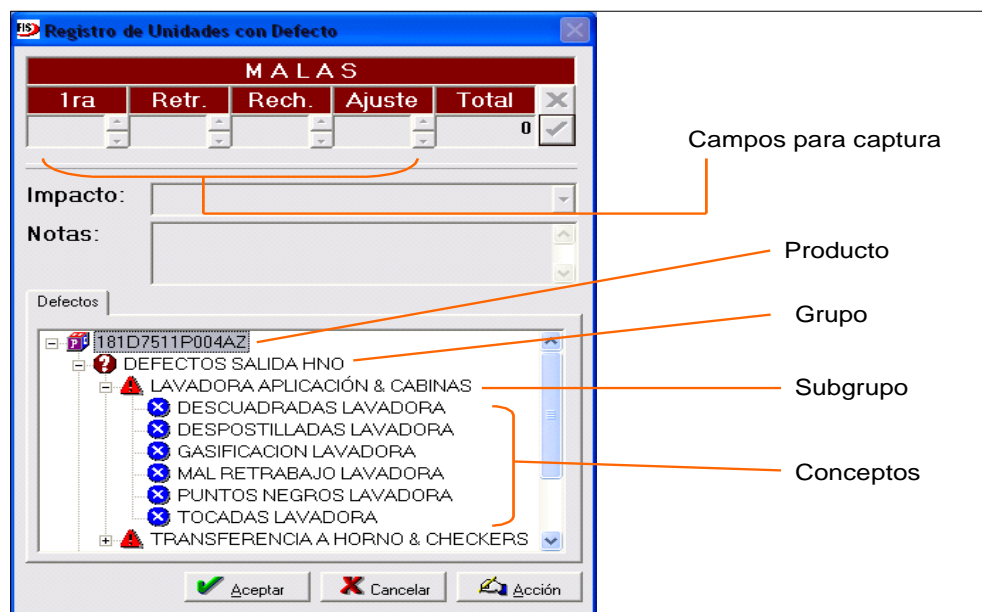 FIS Registro de Unidades con Defecto
M A L A S
1ra Retr. Rech. Ajuste Total
0
Campos para captura
Impacto:
Notas:
Producto
Defectos
Grupo
181D7511P004AZ
DEFECTOS SALIDA HNO
LAVADORA APLICACIÓN & CABINAS
Subgrupo
DESCUADRADAS LAVADORA
DESPOSTILLADAS LAVADORA
GASIFICACION LAVADORA
MAL RETRABAJO LAVADORA
Conceptos
PUNTOS NEGROS LAVADORA
TOCADAS LAVADORA
TRANSFERENCIA A HORNO & CHECKERS
Aceptar Cancelar Acción